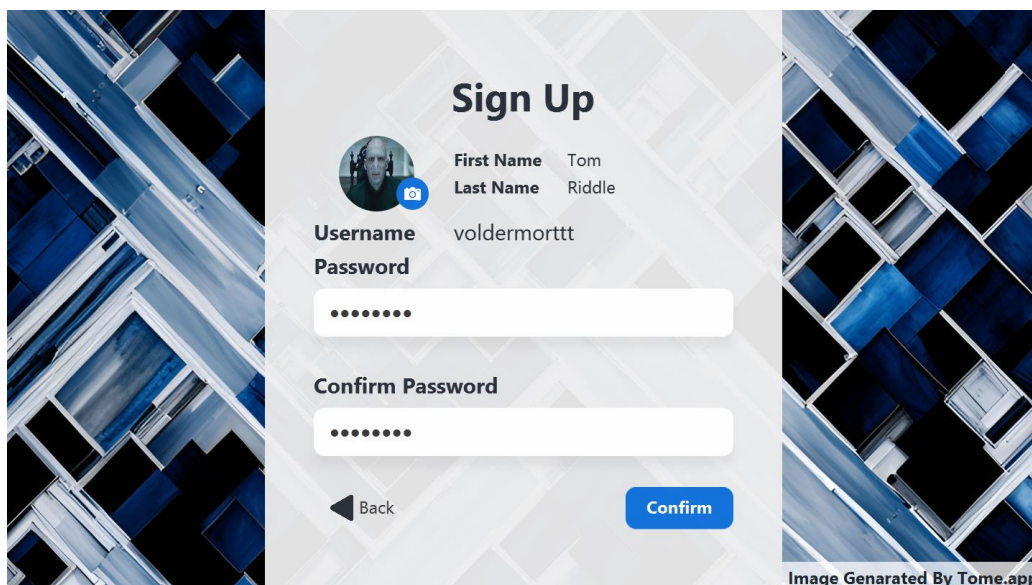 Sign Up
First Name Tom
Last Name Riddle
Username voldermorttt
Password
••••••••
Confirm Password
••••••••
Back
Confirm
Image Genarated By Tome.app